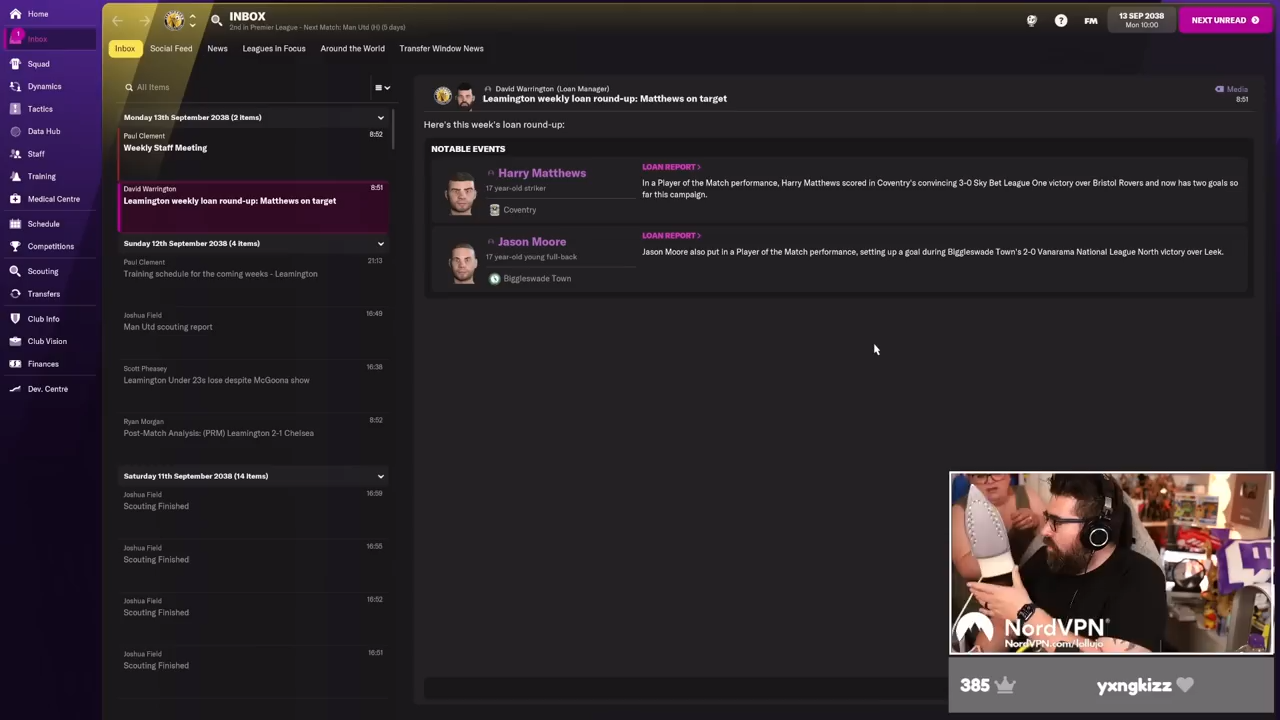 Home
INBOX
2nd in Premier League - Next Match: Man Utd (H) (5 days)
FM
13 SEP 2038
Mon 10:00
NEXT UNREAD
1
Inbox
Squad
Dynamics
Tactics
Data Hub
Staff
Training
Medical Centre
Schedule
Competitions
Scouting
Transfers
Club Info
Club Vision
Finances
Dev. Centre
Inbox
Social Feed
News
Leagues in Focus
Around the World
Transfer Window News
All Items
Monday 13th September 2038 (2 items)
Paul Clement
8:52
Weekly Staff Meeting
David Warrington
8:51
Leamington weekly loan round-up: Matthews on target
Sunday 12th September 2038 (4 items)
Paul Clement
21:13
Training schedule for the coming weeks - Leamington
Joshua Field
16:49
Man Utd scouting report
Scott Pheasey
16:38
Leamington Under 23s lose despite McGoona show
Ryan Morgan
8:52
Post-Match Analysis: (PRM) Leamington 2-1 Chelsea
Saturday 11th September 2038 (14 items)
Joshua Field
16:59
Scouting Finished
Joshua Field
16:55
Scouting Finished
Joshua Field
16:52
Scouting Finished
Joshua Field
16:51
Scouting Finished
David Warrington (Loan Manager)
Leamington weekly loan round-up: Matthews on target
Media
8:51
Here's this week's loan round-up:
NOTABLE EVENTS
Harry Matthews
17 year-old striker
Coventry
LOAN REPORT >
In a Player of the Match performance, Harry Matthews scored in Coventry's convincing 3-0 Sky Bet League One victory over Bristol Rovers and now has two goals so
far this campaign.
Jason Moore
17 year-old young full-back
Biggleswade Town
LOAN REPORT >
Jason Moore also put in a Player of the Match performance, setting up a goal during Biggleswade Town's 2-0 Vanarama National League North victory over Leek.
NordVPN®
NordVPN.com/lollujo
385
yxngkizz